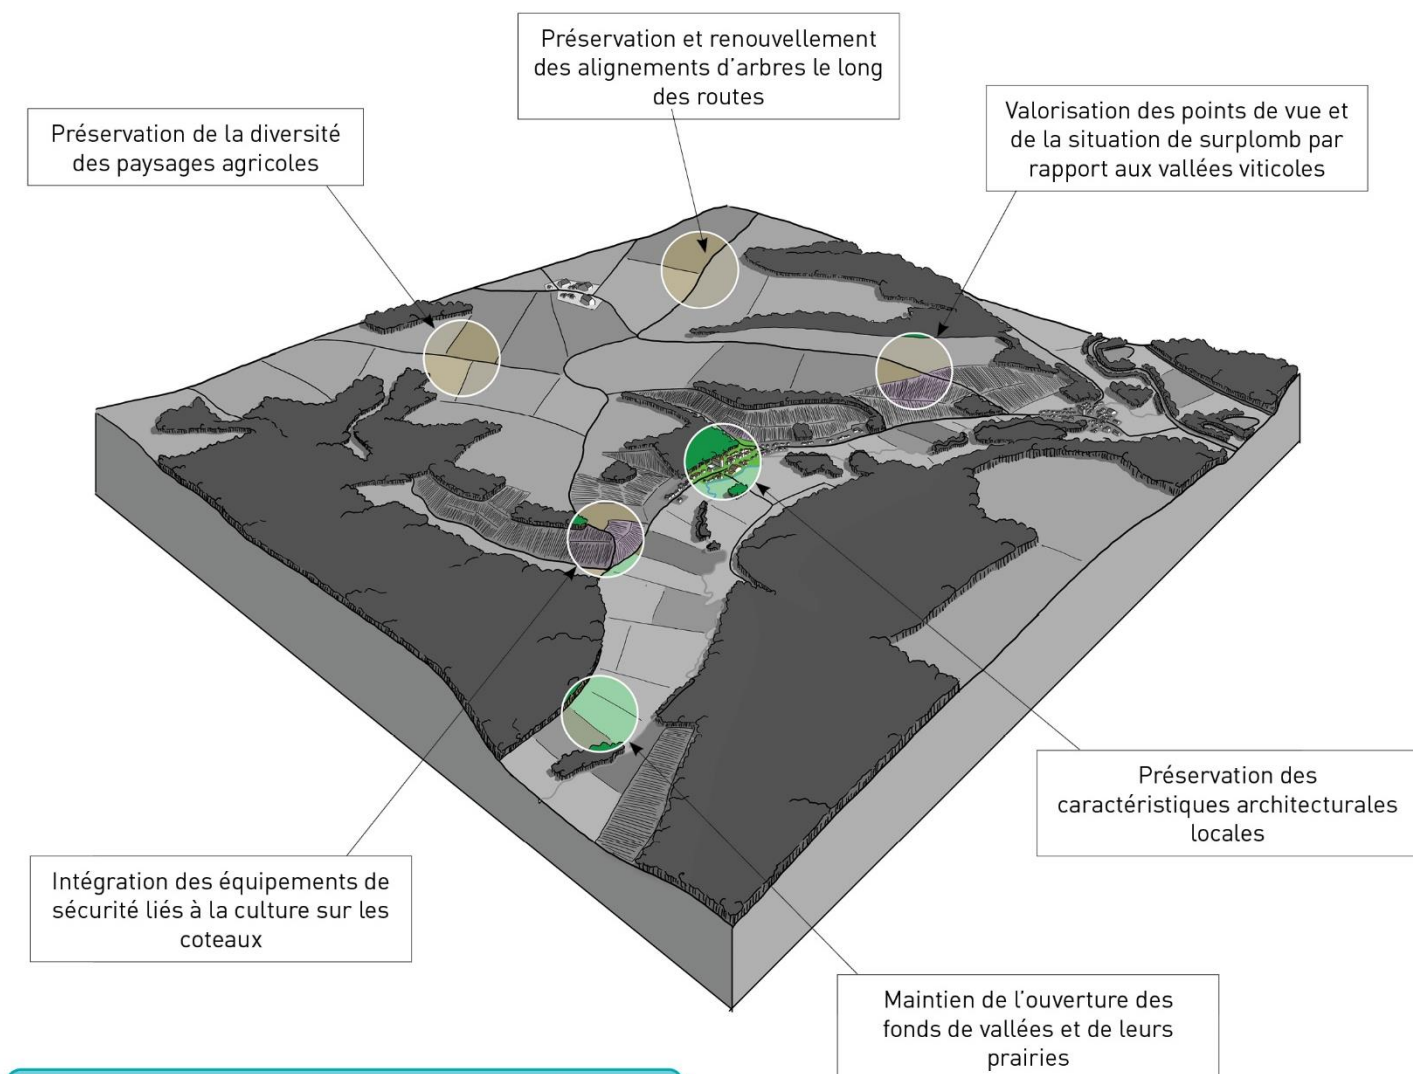 Préservation et renouvellement
des alignements d’arbres le long
des routes
Préservation de la diversité
des paysages agricoles
Valorisation des points de vue et
de la situation de surplomb par
rapport aux vallées viticoles
Préservation des
caractéristiques architecturales
locales
Intégration des équipements de
sécurité liés à la culture sur les
coteaux
Maintien de l’ouverture des
fonds de vallées et de leurs
prairies